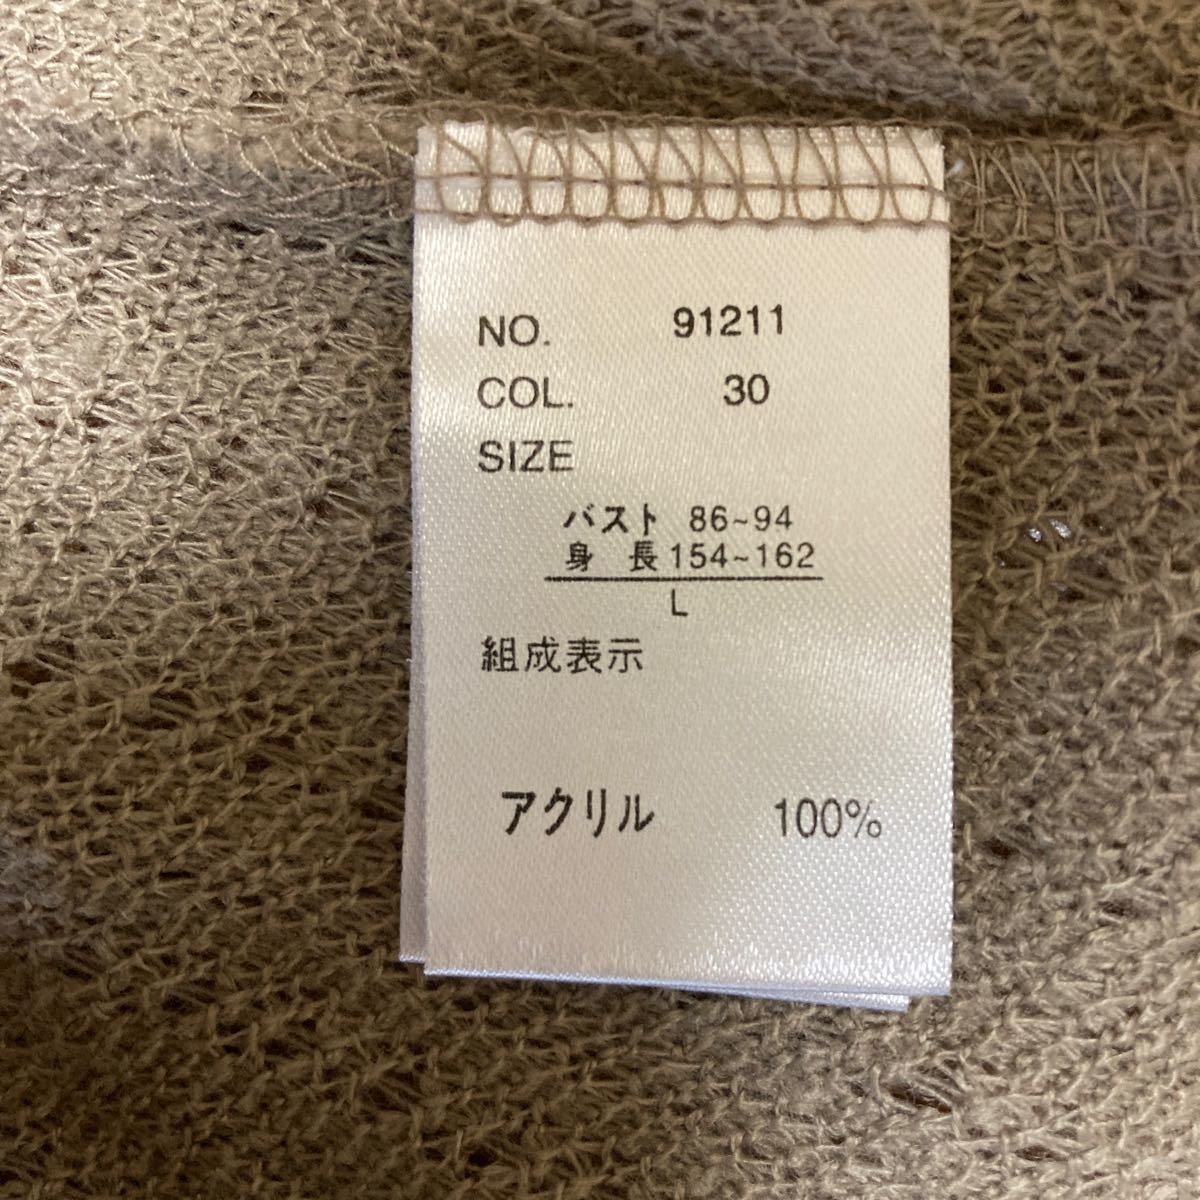 NO. 91211
COL. 30
SIZE
バスト 86~94
身 長 154~162
L
組成表示
アクリル 100%